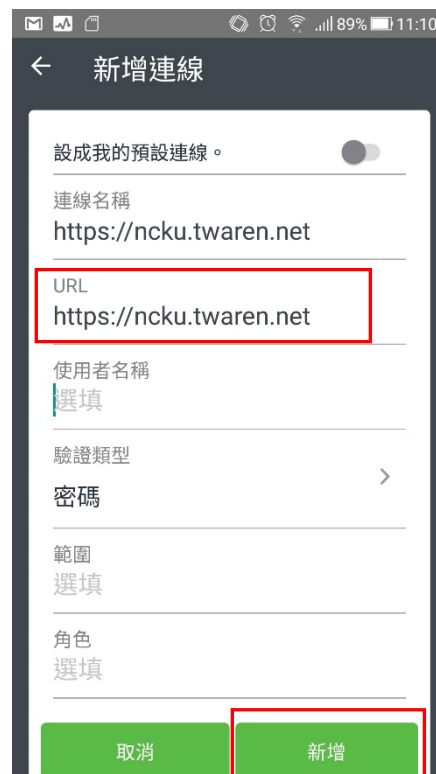 89% 11:10
新增連線
設成我的預設連線。
連線名稱
https://ncku.twaren.net
URL
https://ncku.twaren.net
使用者名稱
選填
驗證類型
密碼
範圍
選填
角色
選填
取消 新增